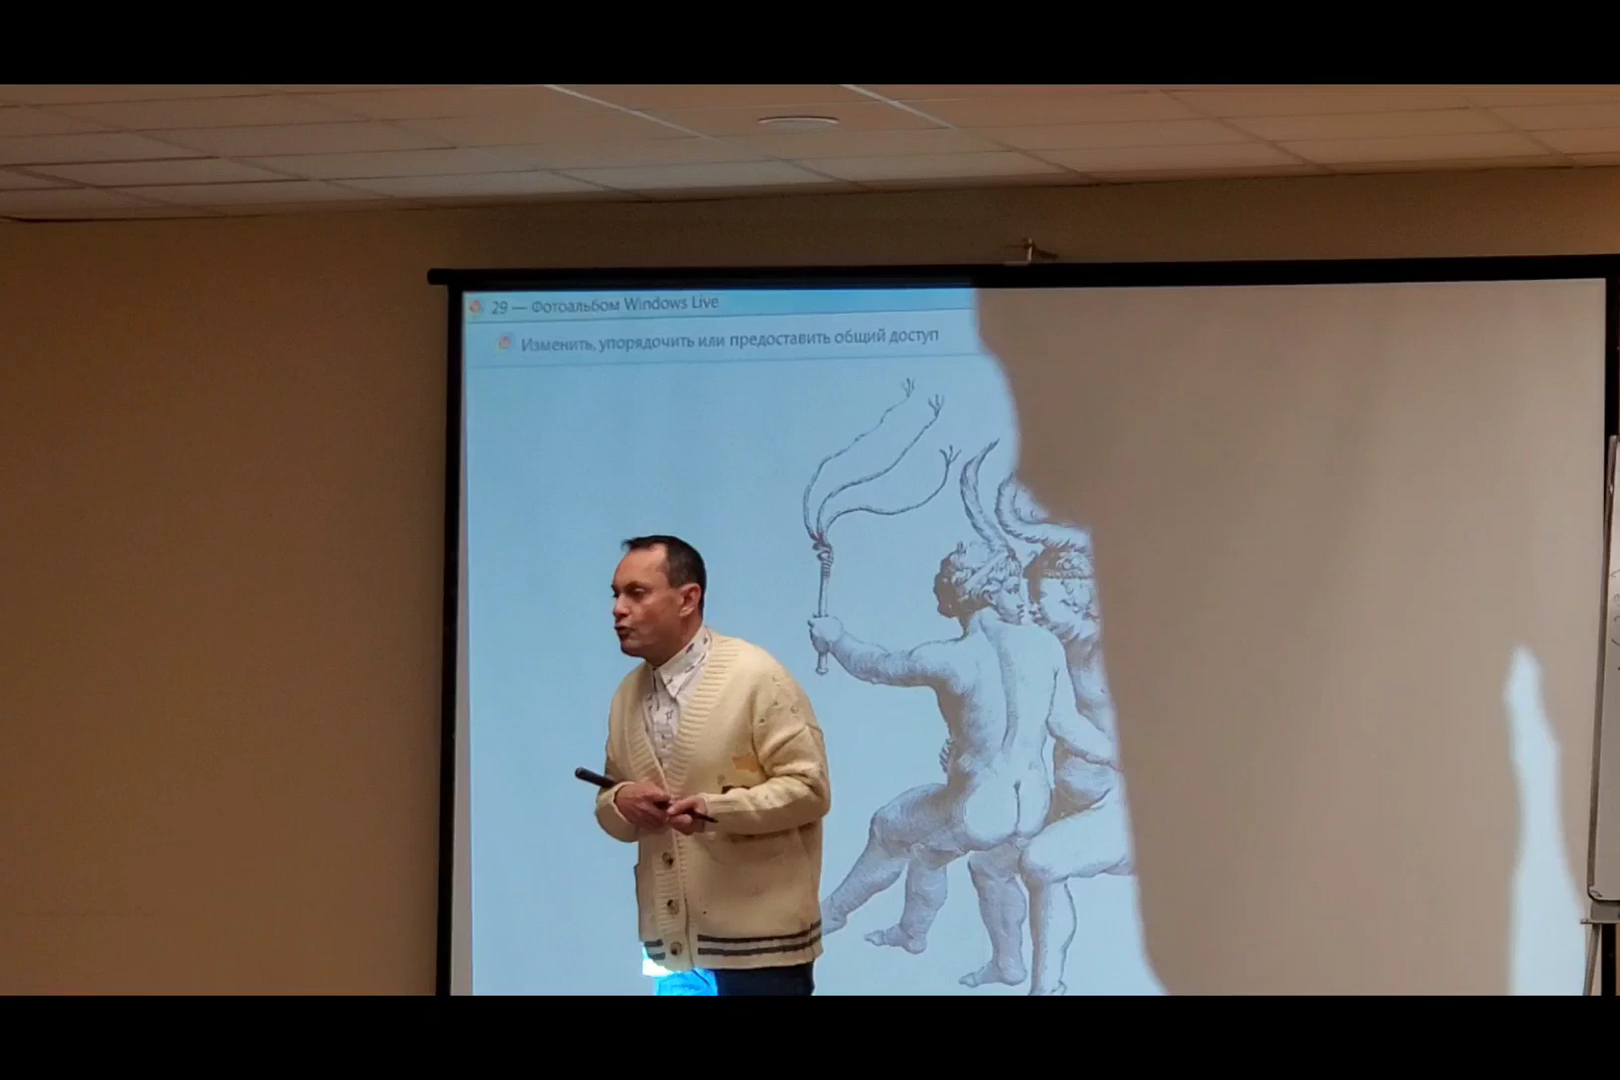 29 — Фотоальбом Windows Live
Изменить, упорядочить или предоставить общий доступ